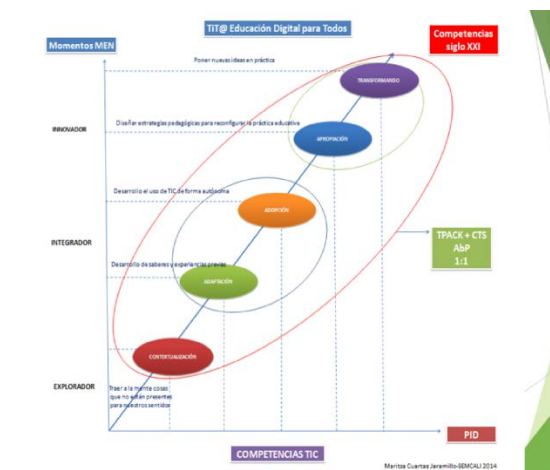 TiT@ Educación Digital para Todos
Momentos MEN
Competencias
siglo XXI
Poner nuevas ideas en práctica
TRANSFORMANDO
INNOVADOR
Diseñar estrategias pedagógicas para reconfigurar la práctica educativa
APROPIACIÓN
Desarrollo el uso de TIC de forma autónoma
ADOPCIÓN
INTEGRADOR
TPACK + CTS
AbP
1:1
Desarrollo de saberes y experiencias previas
ADAPTACIÓN
CONTEXTUALIZACIÓN
EXPLORADOR
Traer a la mente cosas
que no están presentes
para nuestros sentidos
PID
COMPETENCIAS TIC
Maritza Cuartas Jaramillo-SEMCALI 2014